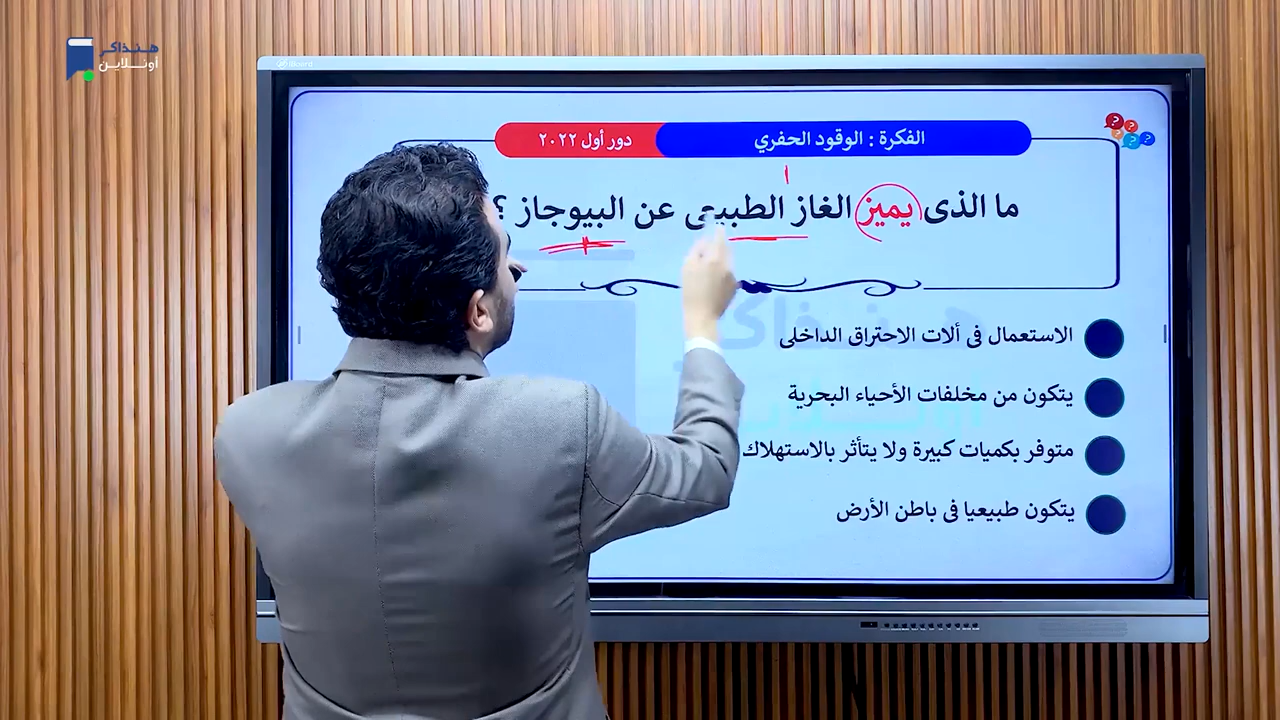 هنذاكر
أونلاين
الفكرة : الوقود الحفري
دور أول ٢٠٢٢
ما الذى يميز الغاز الطبيعى عن البيوجاز ؟
الاستعمال فى ألات الاحتراق الداخلى
يتكون من مخلفات الأحياء البحرية
متوفر بكميات كبيرة ولا يتأثر بالاستهلاك
يتكون طبيعيا فى باطن الأرض